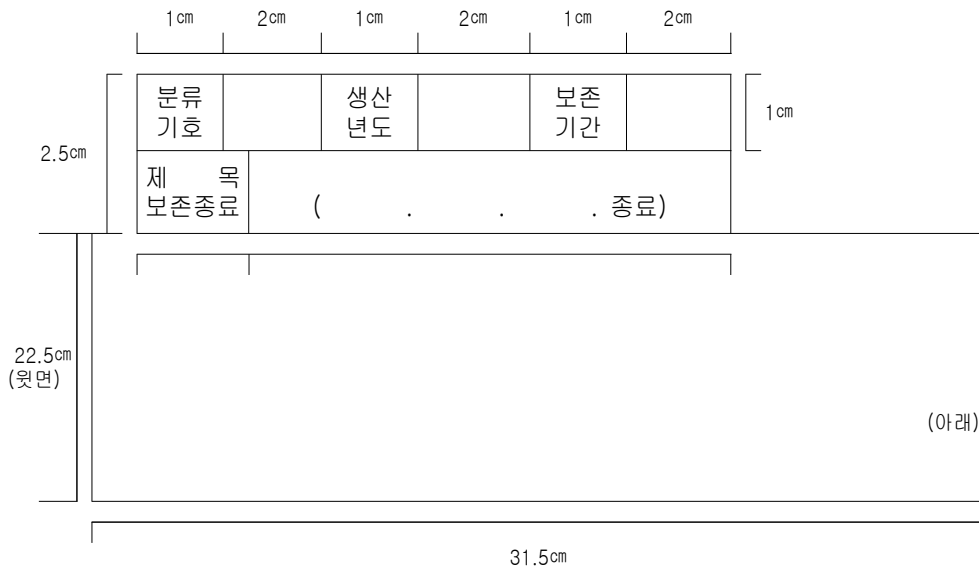 1㎝ 2㎝ 1㎝ 2㎝ 1㎝ 2㎝
분류 생산 보존
기호 년도 기간
1㎝
2.5㎝
제 목
보존종료 ( . . . 종료)
22.5㎝
(윗면)
(아래)
31.5㎝